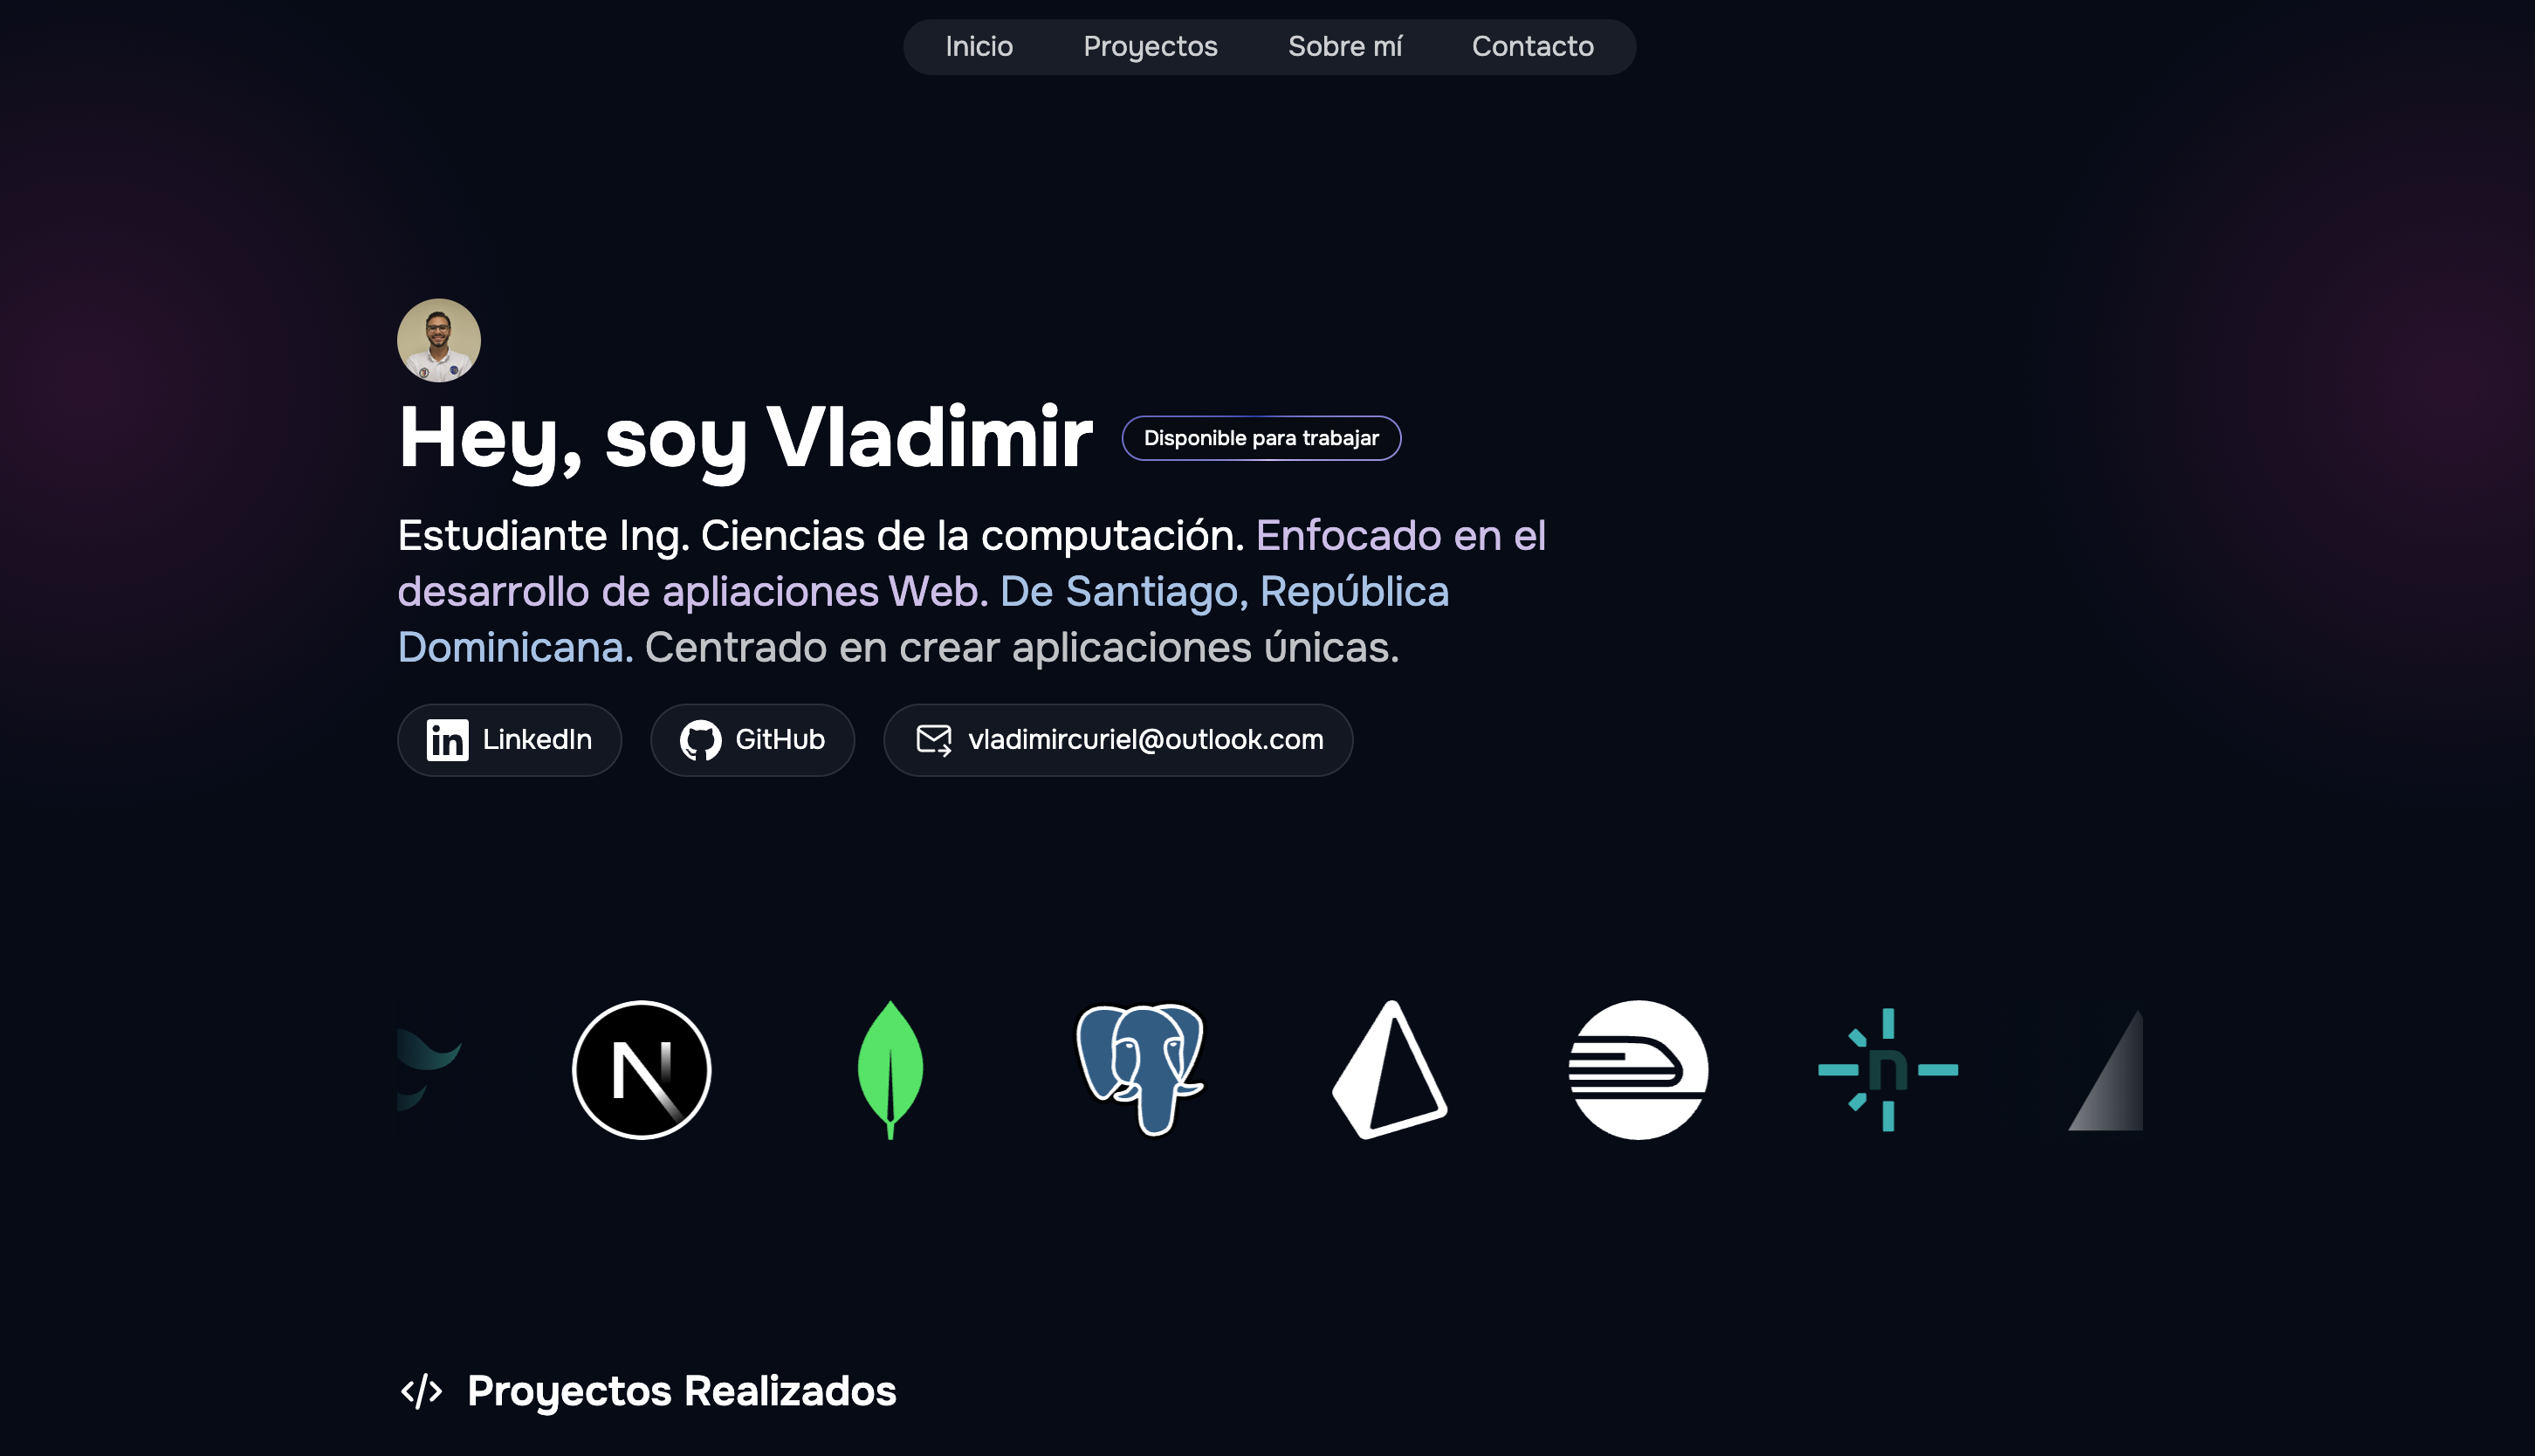 Inicio Proyectos Sobre mí Contacto
Hey, soy Vladimir Disponible para trabajar
Estudiante Ing. Ciencias de la computación. Enfocado en el
desarrollo de apliaciones Web. De Santiago, República
Dominicana. Centrado en crear aplicaciones únicas.
LinkedIn GitHub vladimircuriel@outlook.com
Proyectos Realizados